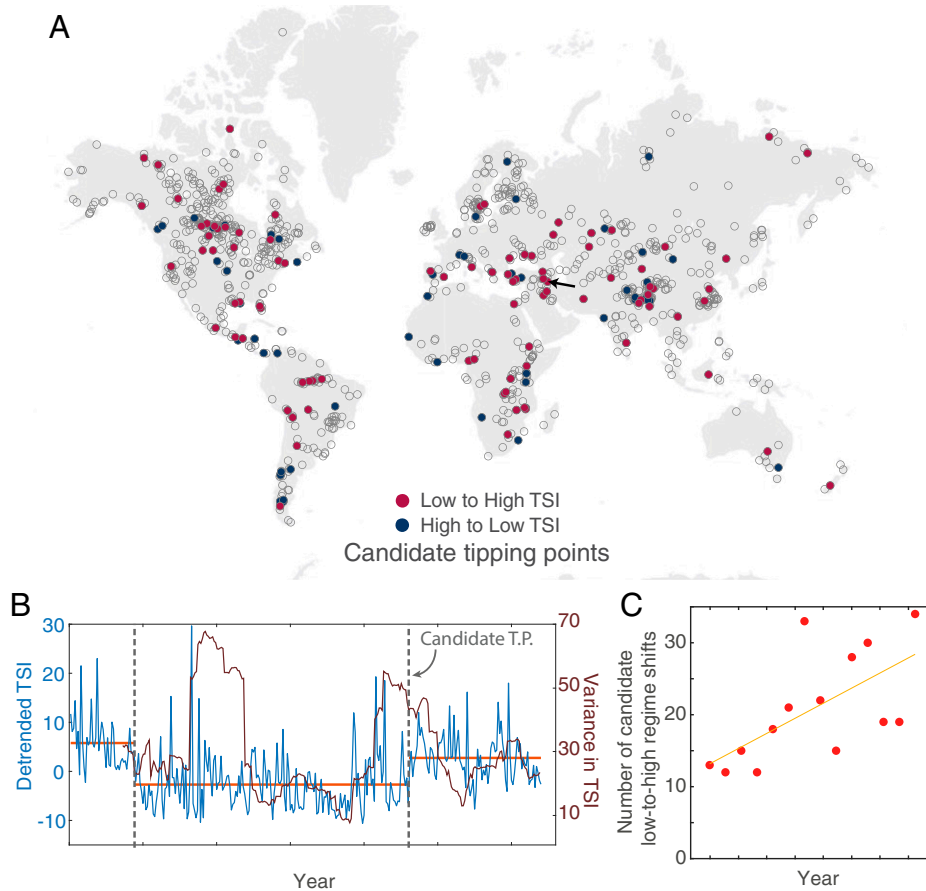 A
Low to High TSI
High to Low TSI
Candidate tipping points
B
30
20
10
0
-10
Detrended TSI
Candidate T.P.
70
50
30
10
Variance in TSI
Year
C
30
20
10
0
Number of candidate
low-to-high regime shifts
Year